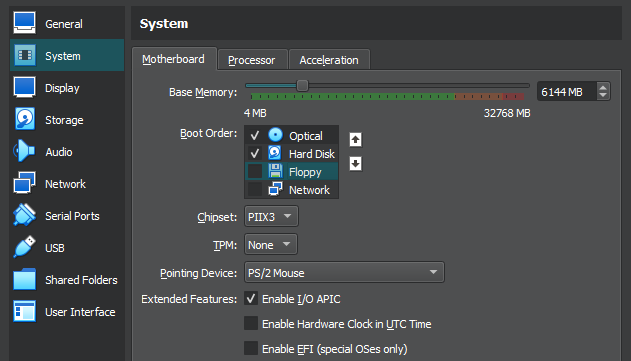 General
System
Display
Storage
Audio
Network
Serial Ports
USB
Shared Folders
User Interface
System
Motherboard Processor Acceleration
Base Memory: 6144 MB
4 MB 32768 MB
Boot Order: Optical
Hard Disk
Floppy
Network
Chipset: PIIX3
TPM: None
Pointing Device: PS/2 Mouse
Extended Features: Enable I/O APIC
Enable Hardware Clock in UTC Time
Enable EFI (special OSes only)